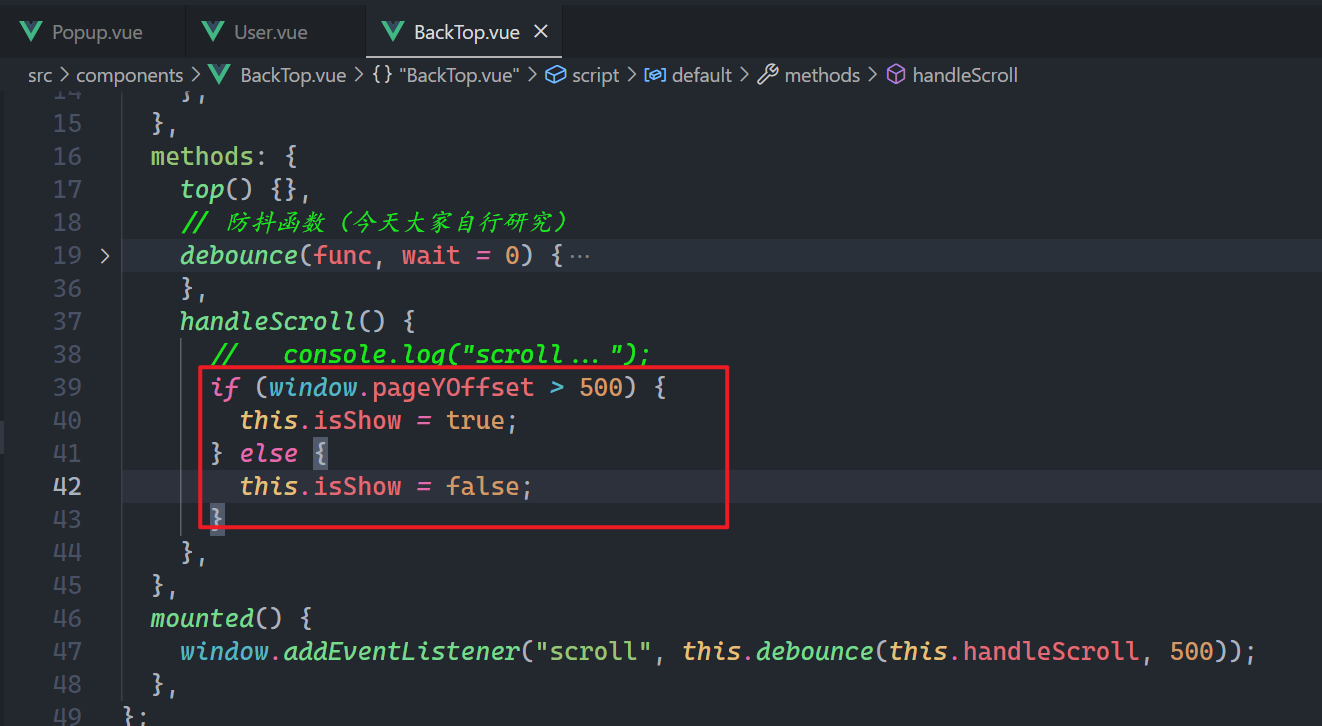 Popup.vue User.vue BackTop.vue ×
src > components > BackTop.vue > {} "BackTop.vue" > script > default > methods > handleScroll
14 },
15 },
16 methods: {
17 top() {},
18 // 防抖函数（今天大家自行研究）
19 > debounce(func, wait = 0) {···
36 },
37 handleScroll() {
38 //   console.log("scroll...");
39 if (window.pageYOffset > 500) {
40 this.isShow = true;
41 } else {
42 this.isShow = false;
43 }
44 },
45 },
46 mounted() {
47 window.addEventListener("scroll", this.debounce(this.handleScroll, 500));
48 },
49 };